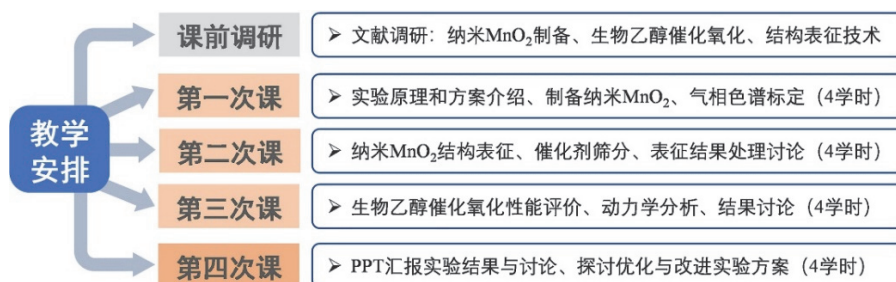 教学
安排
课前调研
➢ 文献调研：纳米MnO₂制备、生物乙醇催化氧化、结构表征技术
第一次课
➢ 实验原理和方案介绍、制备纳米MnO₂、气相色谱标定（4学时）
第二次课
➢ 纳米MnO₂结构表征、催化剂筛分、表征结果处理讨论（4学时）
第三次课
➢ 生物乙醇催化氧化性能评价、动力学分析、结果讨论（4学时）
第四次课
➢ PPT汇报实验结果与讨论、探讨优化与改进实验方案（4学时）